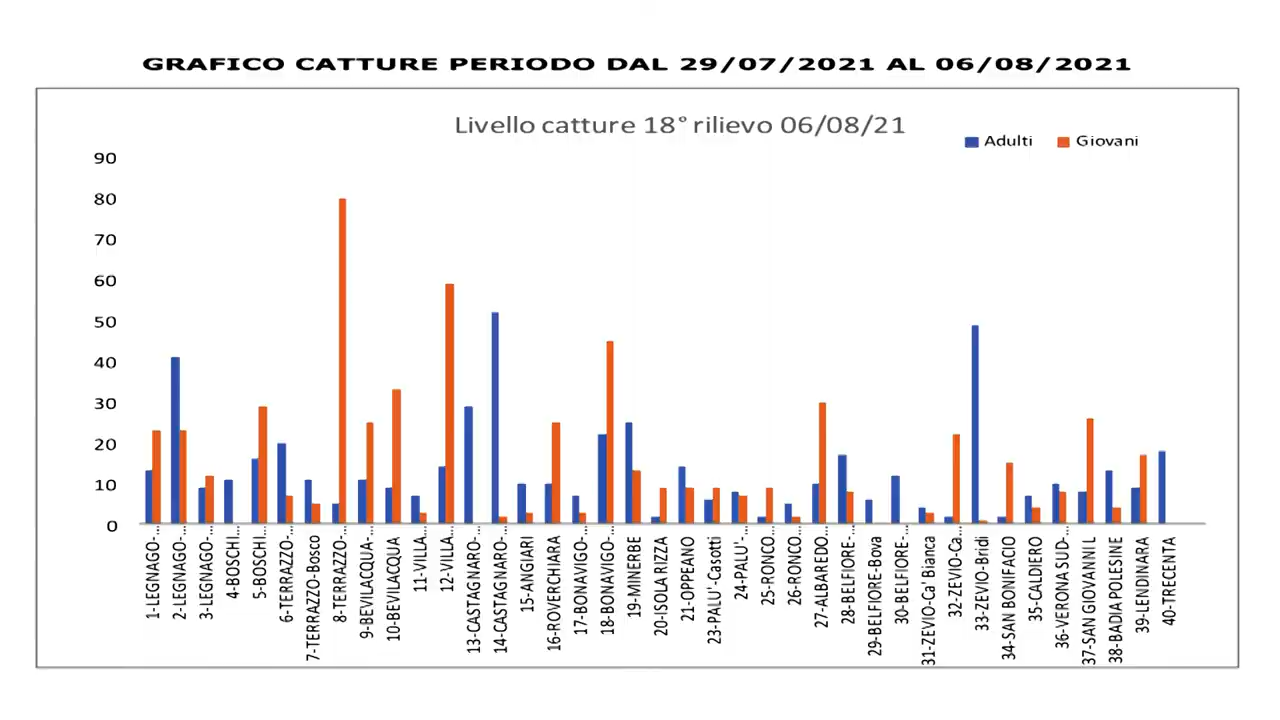 GRAFICO CATTURE PERIODO DAL 29/07/2021 AL 06/08/2021
Livello catture 18° rilievo 06/08/21
Adulti
Giovani
90
80
70
60
50
40
30
20
10
0
1-LEGNAGO-...
2-LEGNAGO-...
3-LEGNAGO-...
4-BOSCHI...
5-BOSCHI...
6-TERRAZZO-...
7-TERRAZZO-Bosco
8-TERRAZZO-...
9-BEVILACQUA-...
10-BEVILACQUA
11-VILLA...
12-VILLA...
13-CASTAGNARO-...
14-CASTAGNARO-...
15-ANGIARI
16-ROVERCHIARA
17-BONAVIGO-...
18-BONAVIGO...
19-MINERBE
20-ISOLA RIZZA
21-OPPEANO
23-PALU'-Casotti
24-PALU'-...
25-RONCO...
26-RONCO...
27-ALBAREDO...
28-BELFIORE-...
29-BELFIORE-Bova
30-BELFIORE-...
31-ZEVIO-Ca' Bianca
32-ZEVIO-Ca...
33-ZEVIO-Bridi
34-SAN BONIFACIO
35-CALDIERO
36-VERONA SUD-...
37-SAN GIOVANNI L
38-BADIA POLESINE
39-LENDINARA
40-TRECENTA